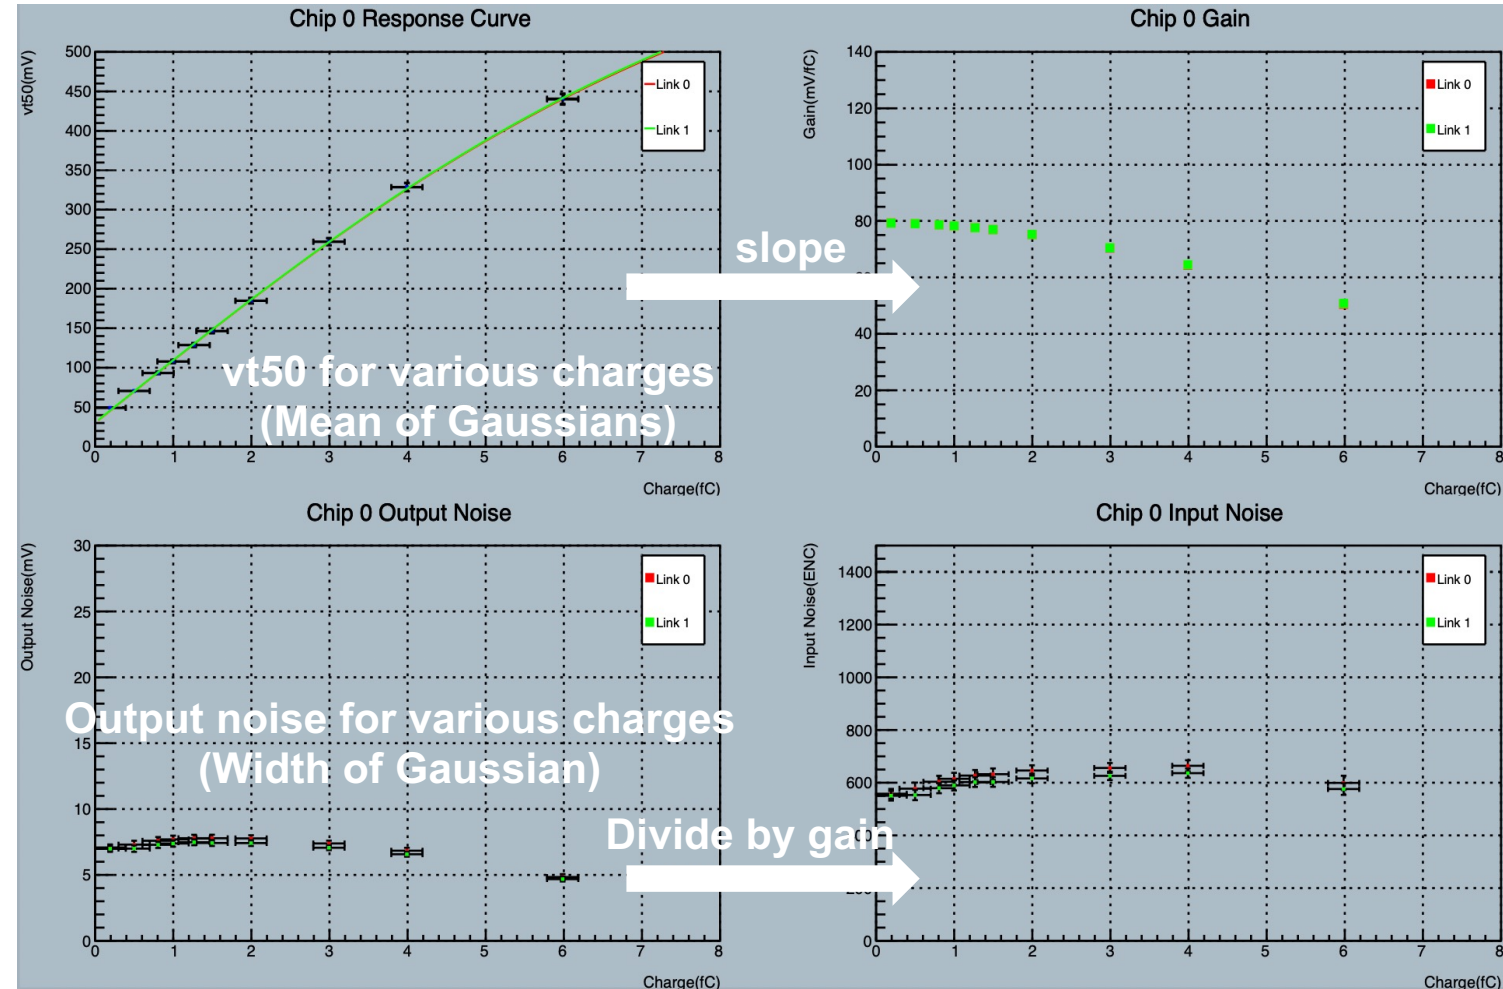 Chip 0 Response Curve
vt50(mV)
500
450
400
350
300
250
200
150
100
50
0
0 1 2 3 4 5 6 7 8
Charge(fC)
Link 0
Link 1
vt50 for various charges
(Mean of Gaussians)
slope
Chip 0 Gain
Gain(mV/fC)
140
120
100
80
60
40
20
0
0 1 2 3 4 5 6 7 8
Charge(fC)
Link 0
Link 1
Chip 0 Output Noise
Output Noise(mV)
30
25
20
15
10
5
0
0 1 2 3 4 5 6 7 8
Charge(fC)
Link 0
Link 1
Output noise for various charges
(Width of Gaussian)
Divide by gain
Chip 0 Input Noise
Input Noise(ENC)
1400
1200
1000
800
600
200
0
0 1 2 3 4 5 6 7 8
Charge(fC)
Link 0
Link 1